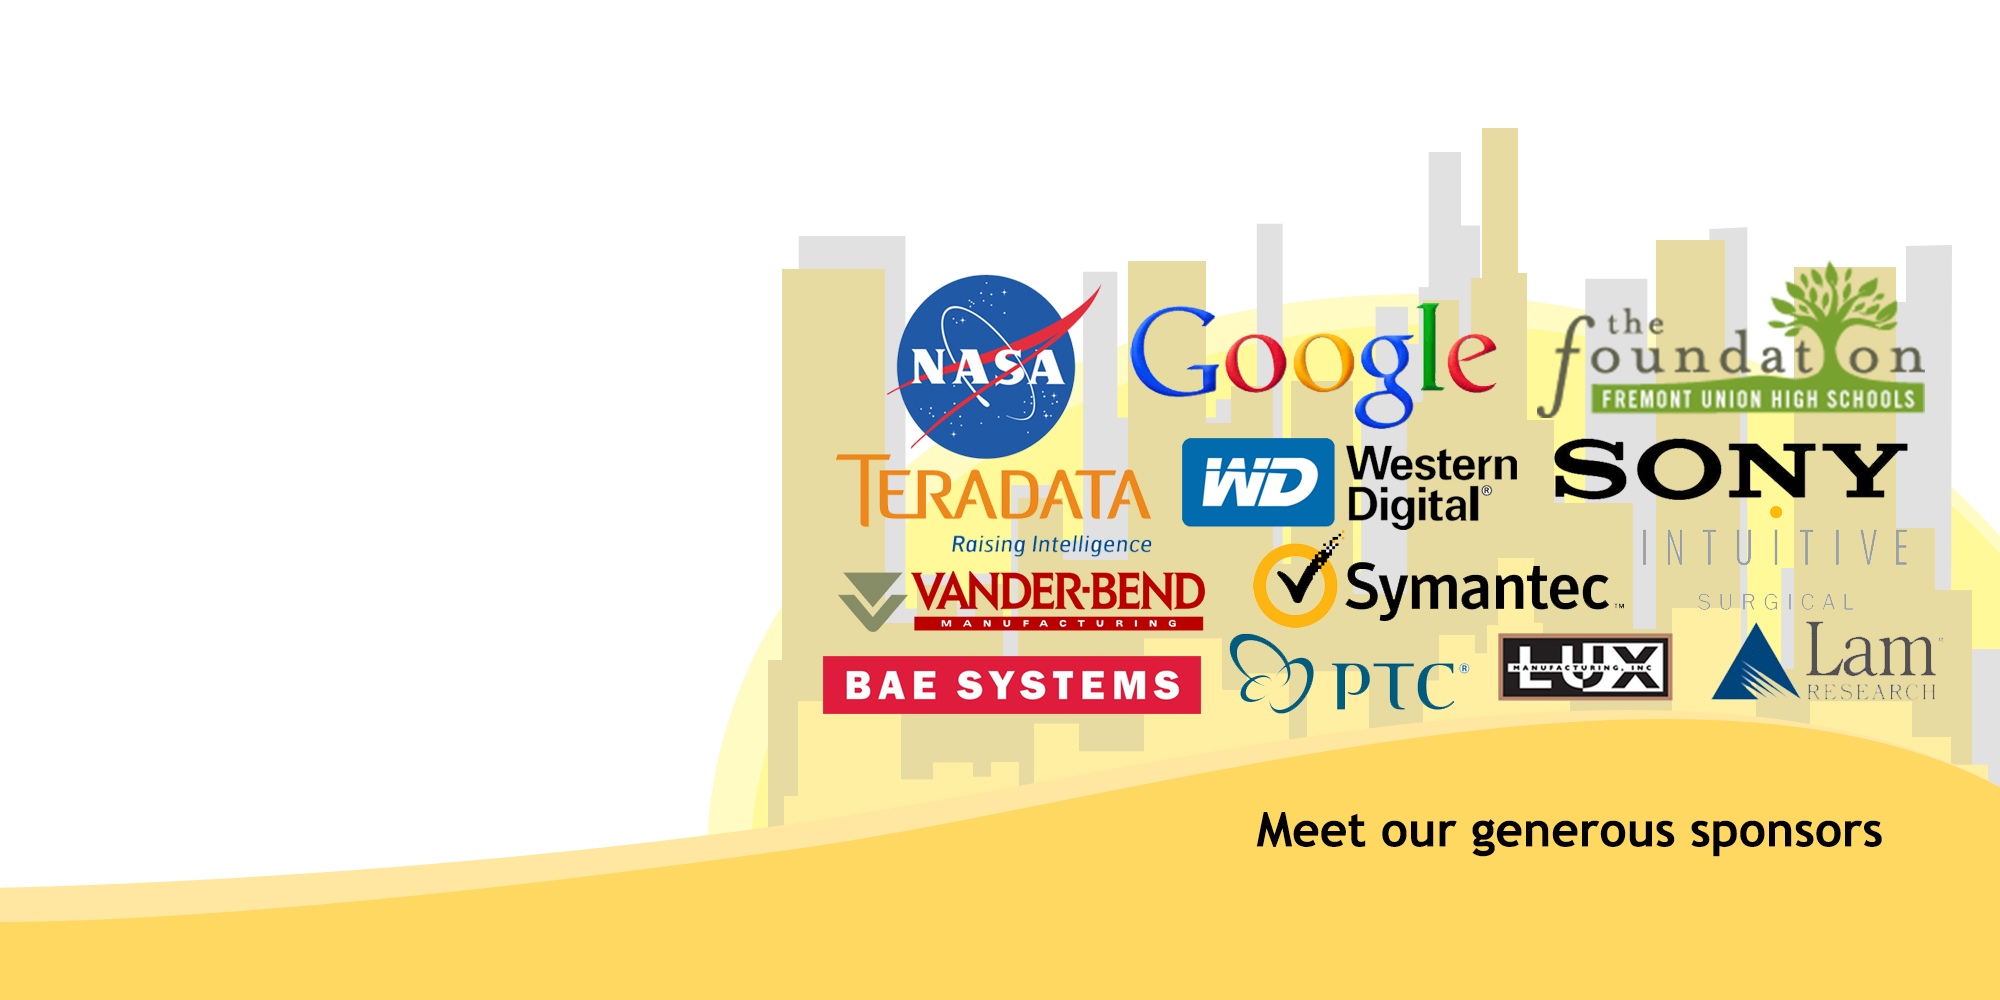 NASA
Google
the
foundation
FREMONT UNION HIGH SCHOOLS
TERADATA
Raising Intelligence
WD
Western
Digital®
SONY
INTUITIVE
SURGICAL
VANDER-BEND
MANUFACTURING
Symantec™
BAE SYSTEMS
PTC®
LUX
MANUFACTURING, INC
Lam
RESEARCH
Meet our generous sponsors